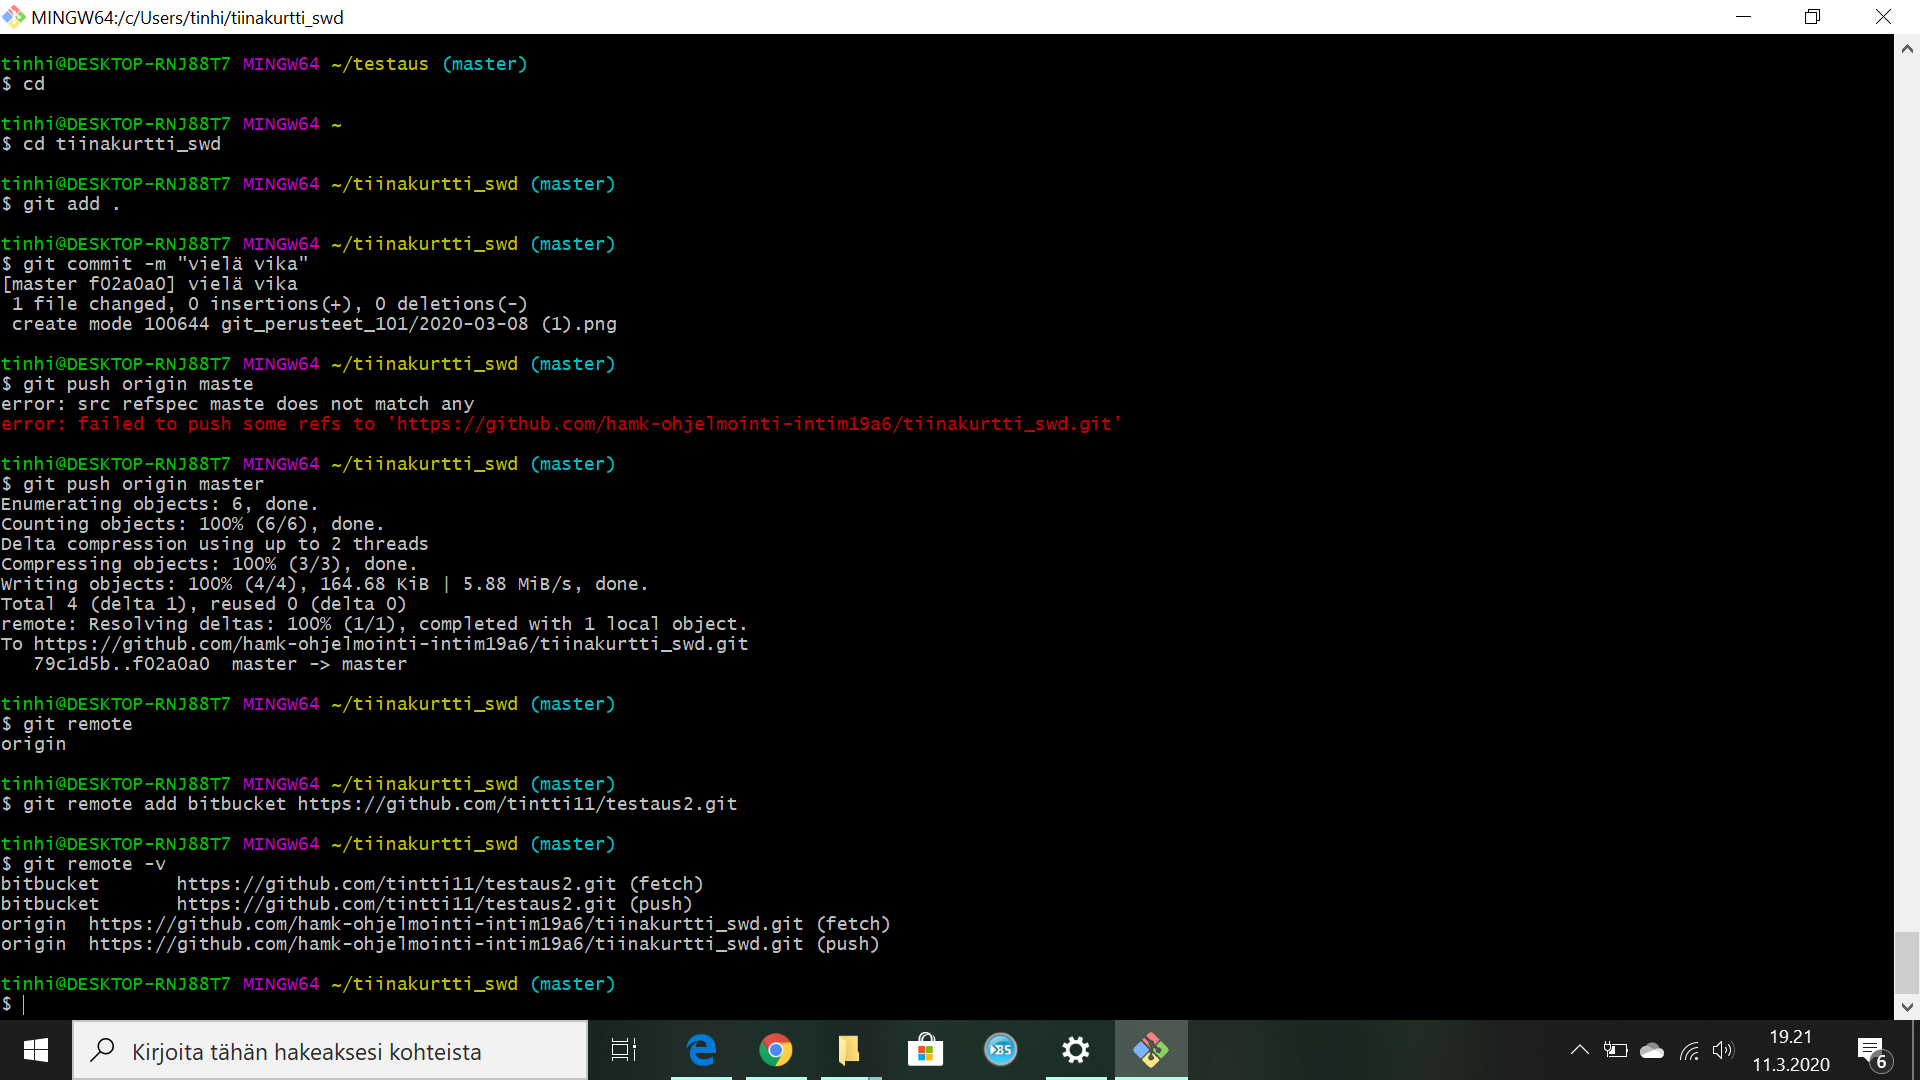 MINGW64:/c/Users/tinhi/tiinakurtti_swd
tinhi@DESKTOP-RNJ88T7 MINGW64 ~/testaus (master)
$ cd
tinhi@DESKTOP-RNJ88T7 MINGW64 ~
$ cd tiinakurtti_swd
tinhi@DESKTOP-RNJ88T7 MINGW64 ~/tiinakurtti_swd (master)
$ git add .
tinhi@DESKTOP-RNJ88T7 MINGW64 ~/tiinakurtti_swd (master)
$ git commit -m "vielä vika"
[master f02a0a0] vielä vika
1 file changed, 0 insertions(+), 0 deletions(-)
create mode 100644 git_perusteet_101/2020-03-08 (1).png
tinhi@DESKTOP-RNJ88T7 MINGW64 ~/tiinakurtti_swd (master)
$ git push origin maste
error: src refspec maste does not match any
error: failed to push some refs to 'https://github.com/hamk-ohjelmointi-intim19a6/tiinakurtti_swd.git'
tinhi@DESKTOP-RNJ88T7 MINGW64 ~/tiinakurtti_swd (master)
$ git push origin master
Enumerating objects: 6, done.
Counting objects: 100% (6/6), done.
Delta compression using up to 2 threads
Compressing objects: 100% (3/3), done.
Writing objects: 100% (4/4), 164.68 KiB | 5.88 MiB/s, done.
Total 4 (delta 1), reused 0 (delta 0)
remote: Resolving deltas: 100% (1/1), completed with 1 local object.
To https://github.com/hamk-ohjelmointi-intim19a6/tiinakurtti_swd.git
79c1d5b..f02a0a0  master -> master
tinhi@DESKTOP-RNJ88T7 MINGW64 ~/tiinakurtti_swd (master)
$ git remote
origin
tinhi@DESKTOP-RNJ88T7 MINGW64 ~/tiinakurtti_swd (master)
$ git remote add bitbucket https://github.com/tintti11/testaus2.git
tinhi@DESKTOP-RNJ88T7 MINGW64 ~/tiinakurtti_swd (master)
$ git remote -v
bitbucket       https://github.com/tintti11/testaus2.git (fetch)
bitbucket       https://github.com/tintti11/testaus2.git (push)
origin  https://github.com/hamk-ohjelmointi-intim19a6/tiinakurtti_swd.git (fetch)
origin  https://github.com/hamk-ohjelmointi-intim19a6/tiinakurtti_swd.git (push)
tinhi@DESKTOP-RNJ88T7 MINGW64 ~/tiinakurtti_swd (master)
$
Kirjoita tähän hakeaksesi kohteista
B5
19.21
11.3.2020
6